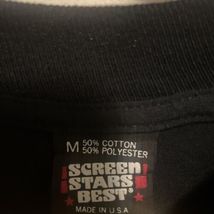 M 50% COTTON
50% POLYESTER
SCREEN
STARS
BEST
MADE IN U.S.A